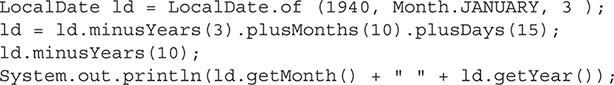 LocalDate ld = LocalDate.of (1940, Month.JANUARY, 3 );
ld = ld.minusYears(3).plusMonths(10).plusDays(15);
ld.minusYears(10);
System.out.println(ld.getMonth() + " " + ld.getYear());